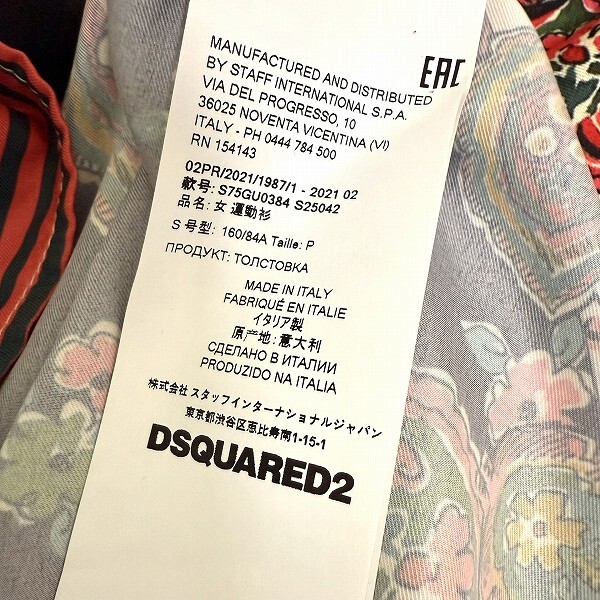 MANUFACTURED AND DISTRIBUTED
BY STAFF INTERNATIONAL S.P.A.
VIA DEL PROGRESSO, 10
36025 NOVENTA VICENTINA (VI)
ITALY - PH 0444 784 500
RN 154143
EAC
02PR/2021/1987/1 - 2021 02
款号: S75GU0384 S25042
品名: 女 運動衫
S 号型: 160/84A Taille: P
ПРОДУКТ: ТОЛСТОВКА
MADE IN ITALY
FABRIQUÉ EN ITALIE
イタリア製
原产地: 意大利
СДЕЛАНО В ИТАЛИИ
PRODUZIDO NA ITALIA
株式会社 スタッフインターナショナルジャパン
東京都渋谷区恵比寿南1-15-1
DSQUARED2